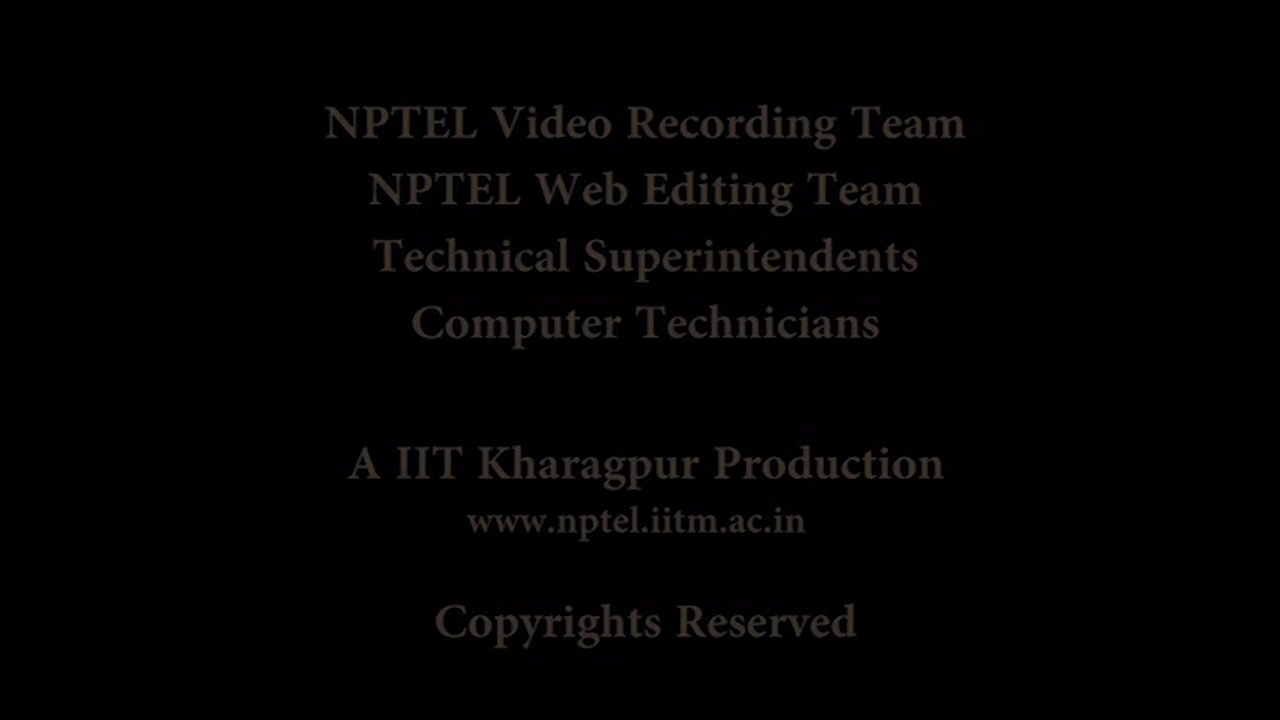 NPTEL Video Recording Team
NPTEL Web Editing Team
Technical Superintendents
Computer Technicians
A IIT Kharagpur Production
www.nptel.iitm.ac.in
Copyrights Reserved